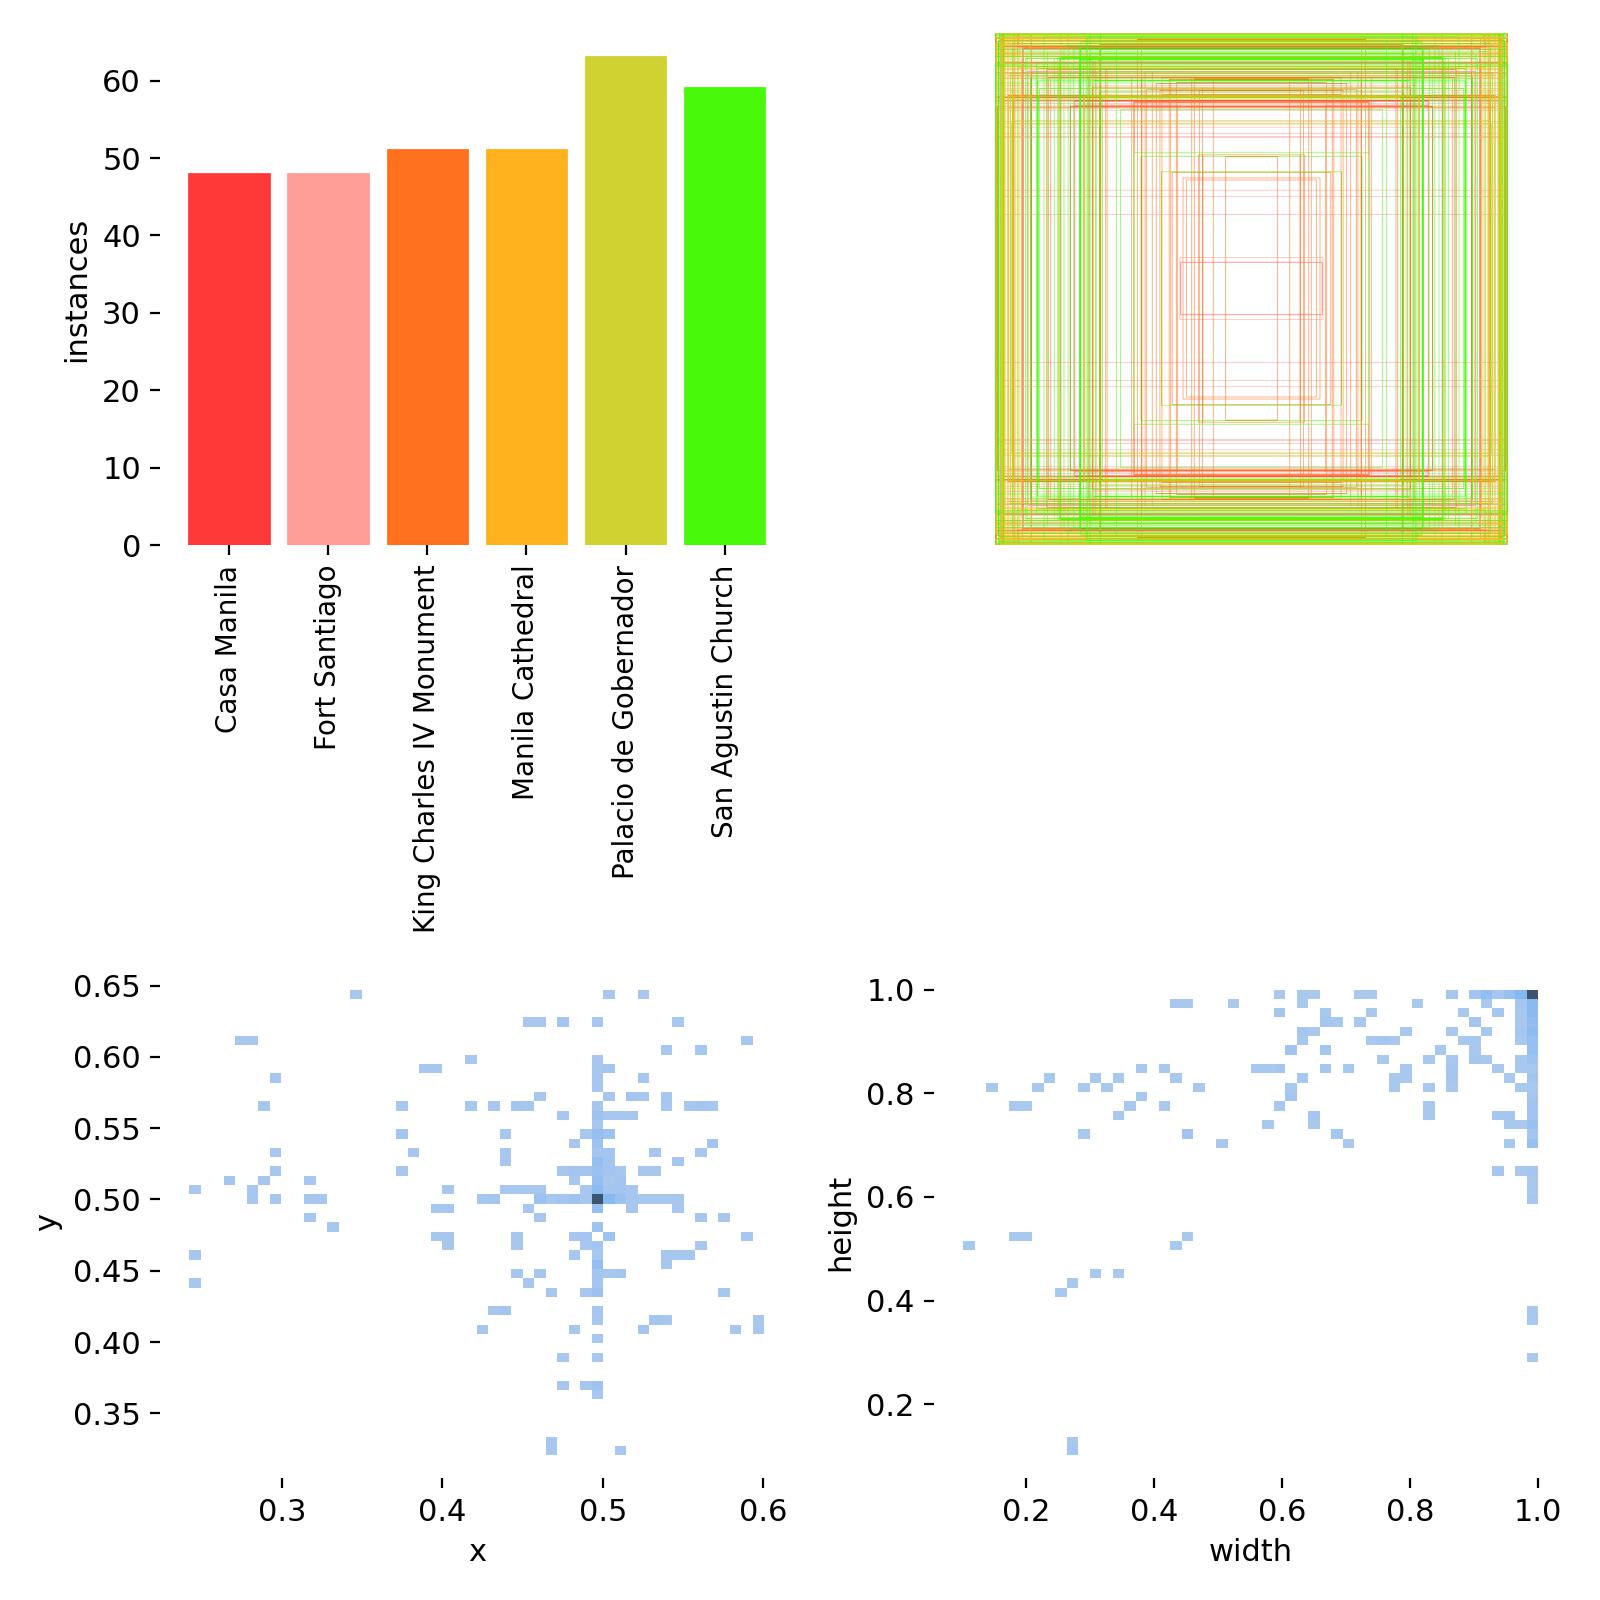 60
50
40
30
20
10
0
instances
Casa Manila
Fort Santiago
King Charles IV Monument
Manila Cathedral
Palacio de Gobernador
San Agustin Church
0.65
0.60
0.55
0.50
0.45
0.40
0.35
y
0.3 0.4 0.5 0.6
x
1.0
0.8
0.6
0.4
0.2
height
0.2 0.4 0.6 0.8 1.0
width